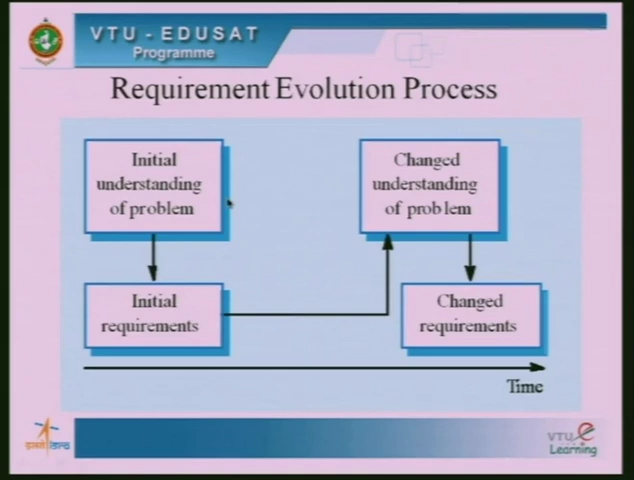 VTU - EDUSAT
Programme
Requirement Evolution Process
Initial
understanding
of problem
Changed
understanding
of problem
Initial
requirements
Changed
requirements
Time
VTU e
Learning